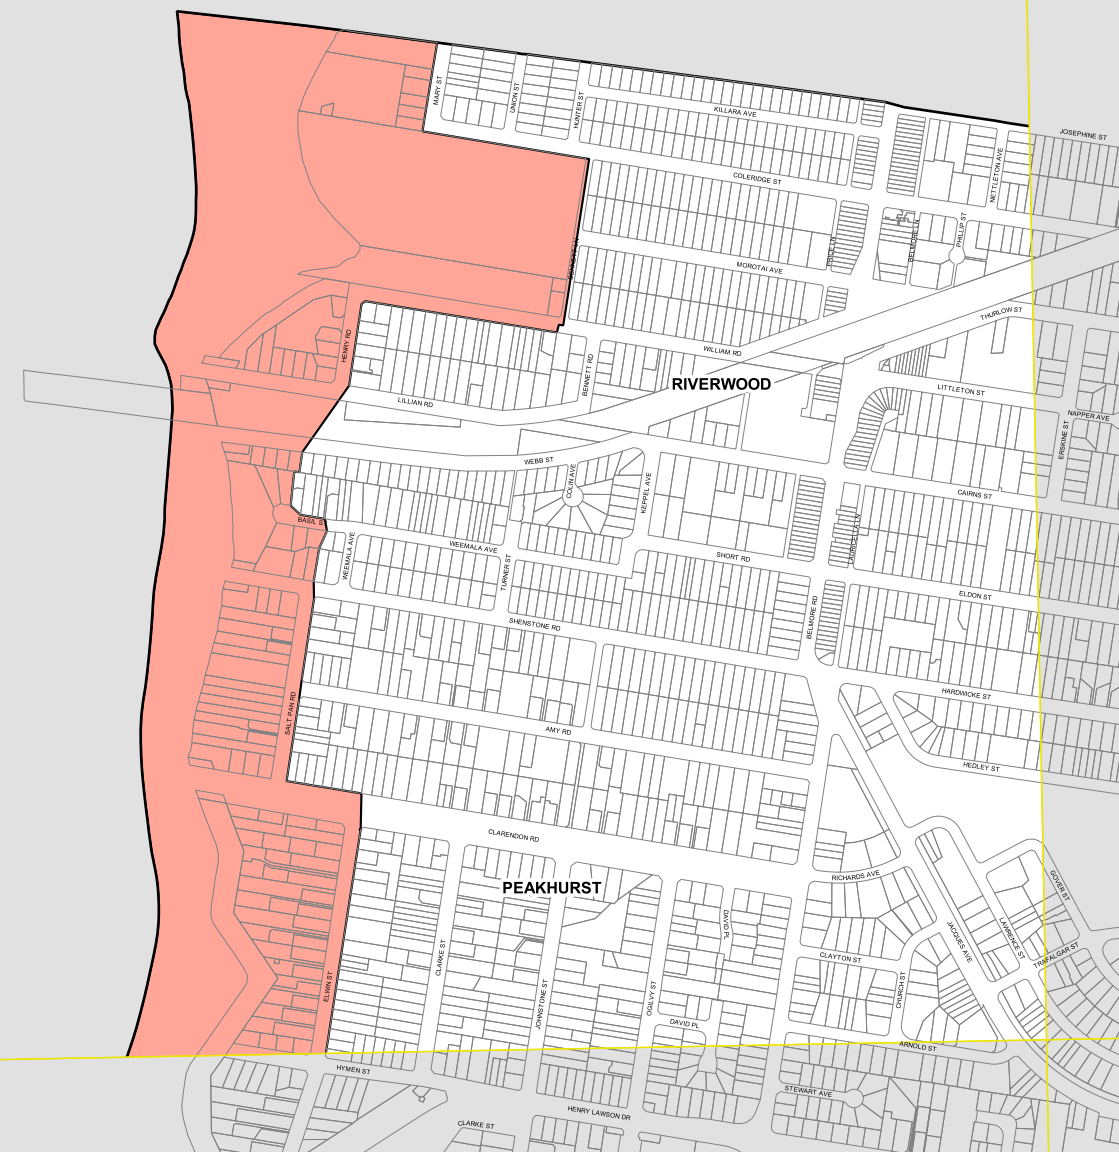 JOSEPHINE ST
MARY ST
UNION ST
HUNTER ST
KILLARA AVE
NETTLETON AVE
COLERIDGE ST
PHILLIP ST
BELMORE LN
PRICE LN
MOROTAI AVE
THURLOW ST
HENRY RD
WILLIAM RD
BENNETT RD
RIVERWOOD
LITTLETON ST
LILLIAN RD
NAPPER AVE
ERSKINE ST
WEBB ST
COLIN AVE
KEPPEL AVE
CAIRNS ST
BASIL ST
WEEMALA AVE
WEEMALA AVE
SHORT RD
TURNER ST
ELDON ST
BELMORE RD
SHENSTONE RD
HARDWICKE ST
SALT PAN RD
AMY RD
HEDLEY ST
CLARENDON RD
RICHARDS AVE
GOVER ST
PEAKHURST
DAVID PL
JACQUES AVE
LAWRENCE ST
TRAFALGAR ST
CLAYTON ST
CLARKE ST
ELWIN ST
JOHNSTONE ST
OGILVY ST
CHURCH ST
DAVID PL
ARNOLD ST
HYMEN ST
STEWART AVE
HENRY LAWSON DR
CLARKE ST